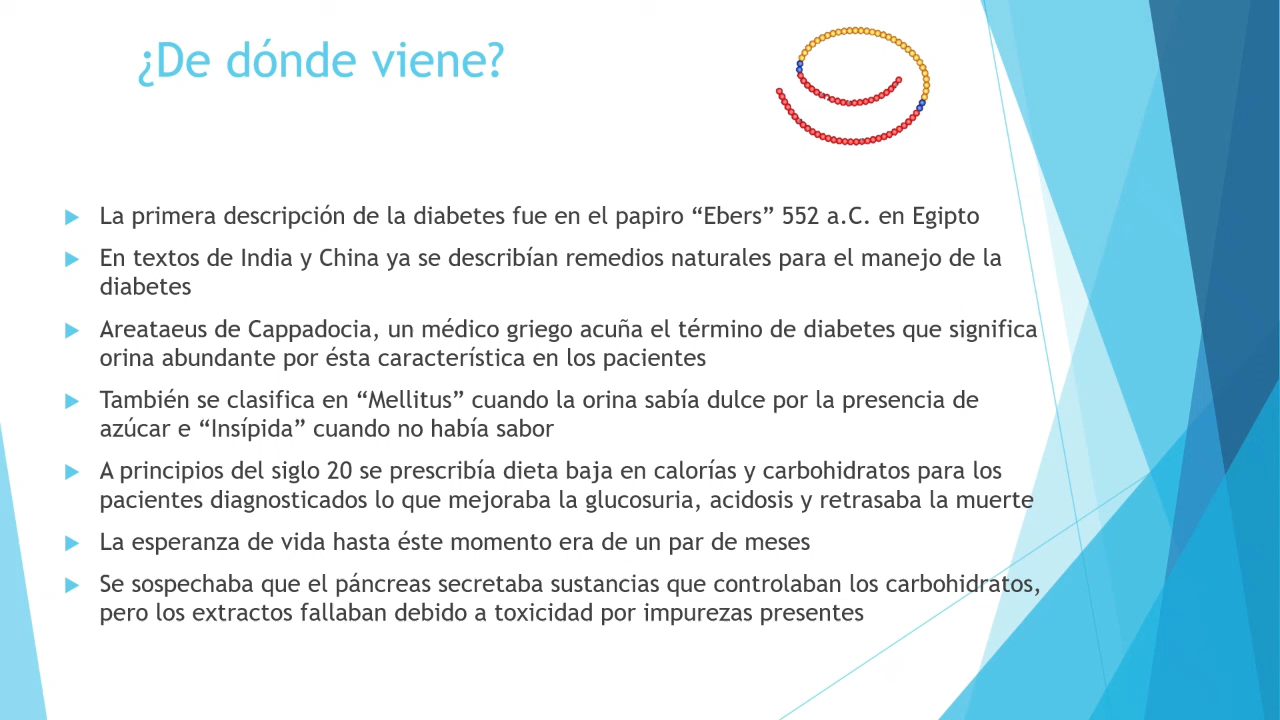 ¿De dónde viene?
La primera descripción de la diabetes fue en el papiro “Ebers” 552 a.C. en Egipto
En textos de India y China ya se describían remedios naturales para el manejo de la
diabetes
Areataeus de Cappadocia, un médico griego acuña el término de diabetes que significa
orina abundante por ésta característica en los pacientes
También se clasifica en “Mellitus” cuando la orina sabía dulce por la presencia de
azúcar e “Insípida” cuando no había sabor
A principios del siglo 20 se prescribía dieta baja en calorías y carbohidratos para los
pacientes diagnosticados lo que mejoraba la glucosuria, acidosis y retrasaba la muerte
La esperanza de vida hasta éste momento era de un par de meses
Se sospechaba que el páncreas secretaba sustancias que controlaban los carbohidratos,
pero los extractos fallaban debido a toxicidad por impurezas presentes